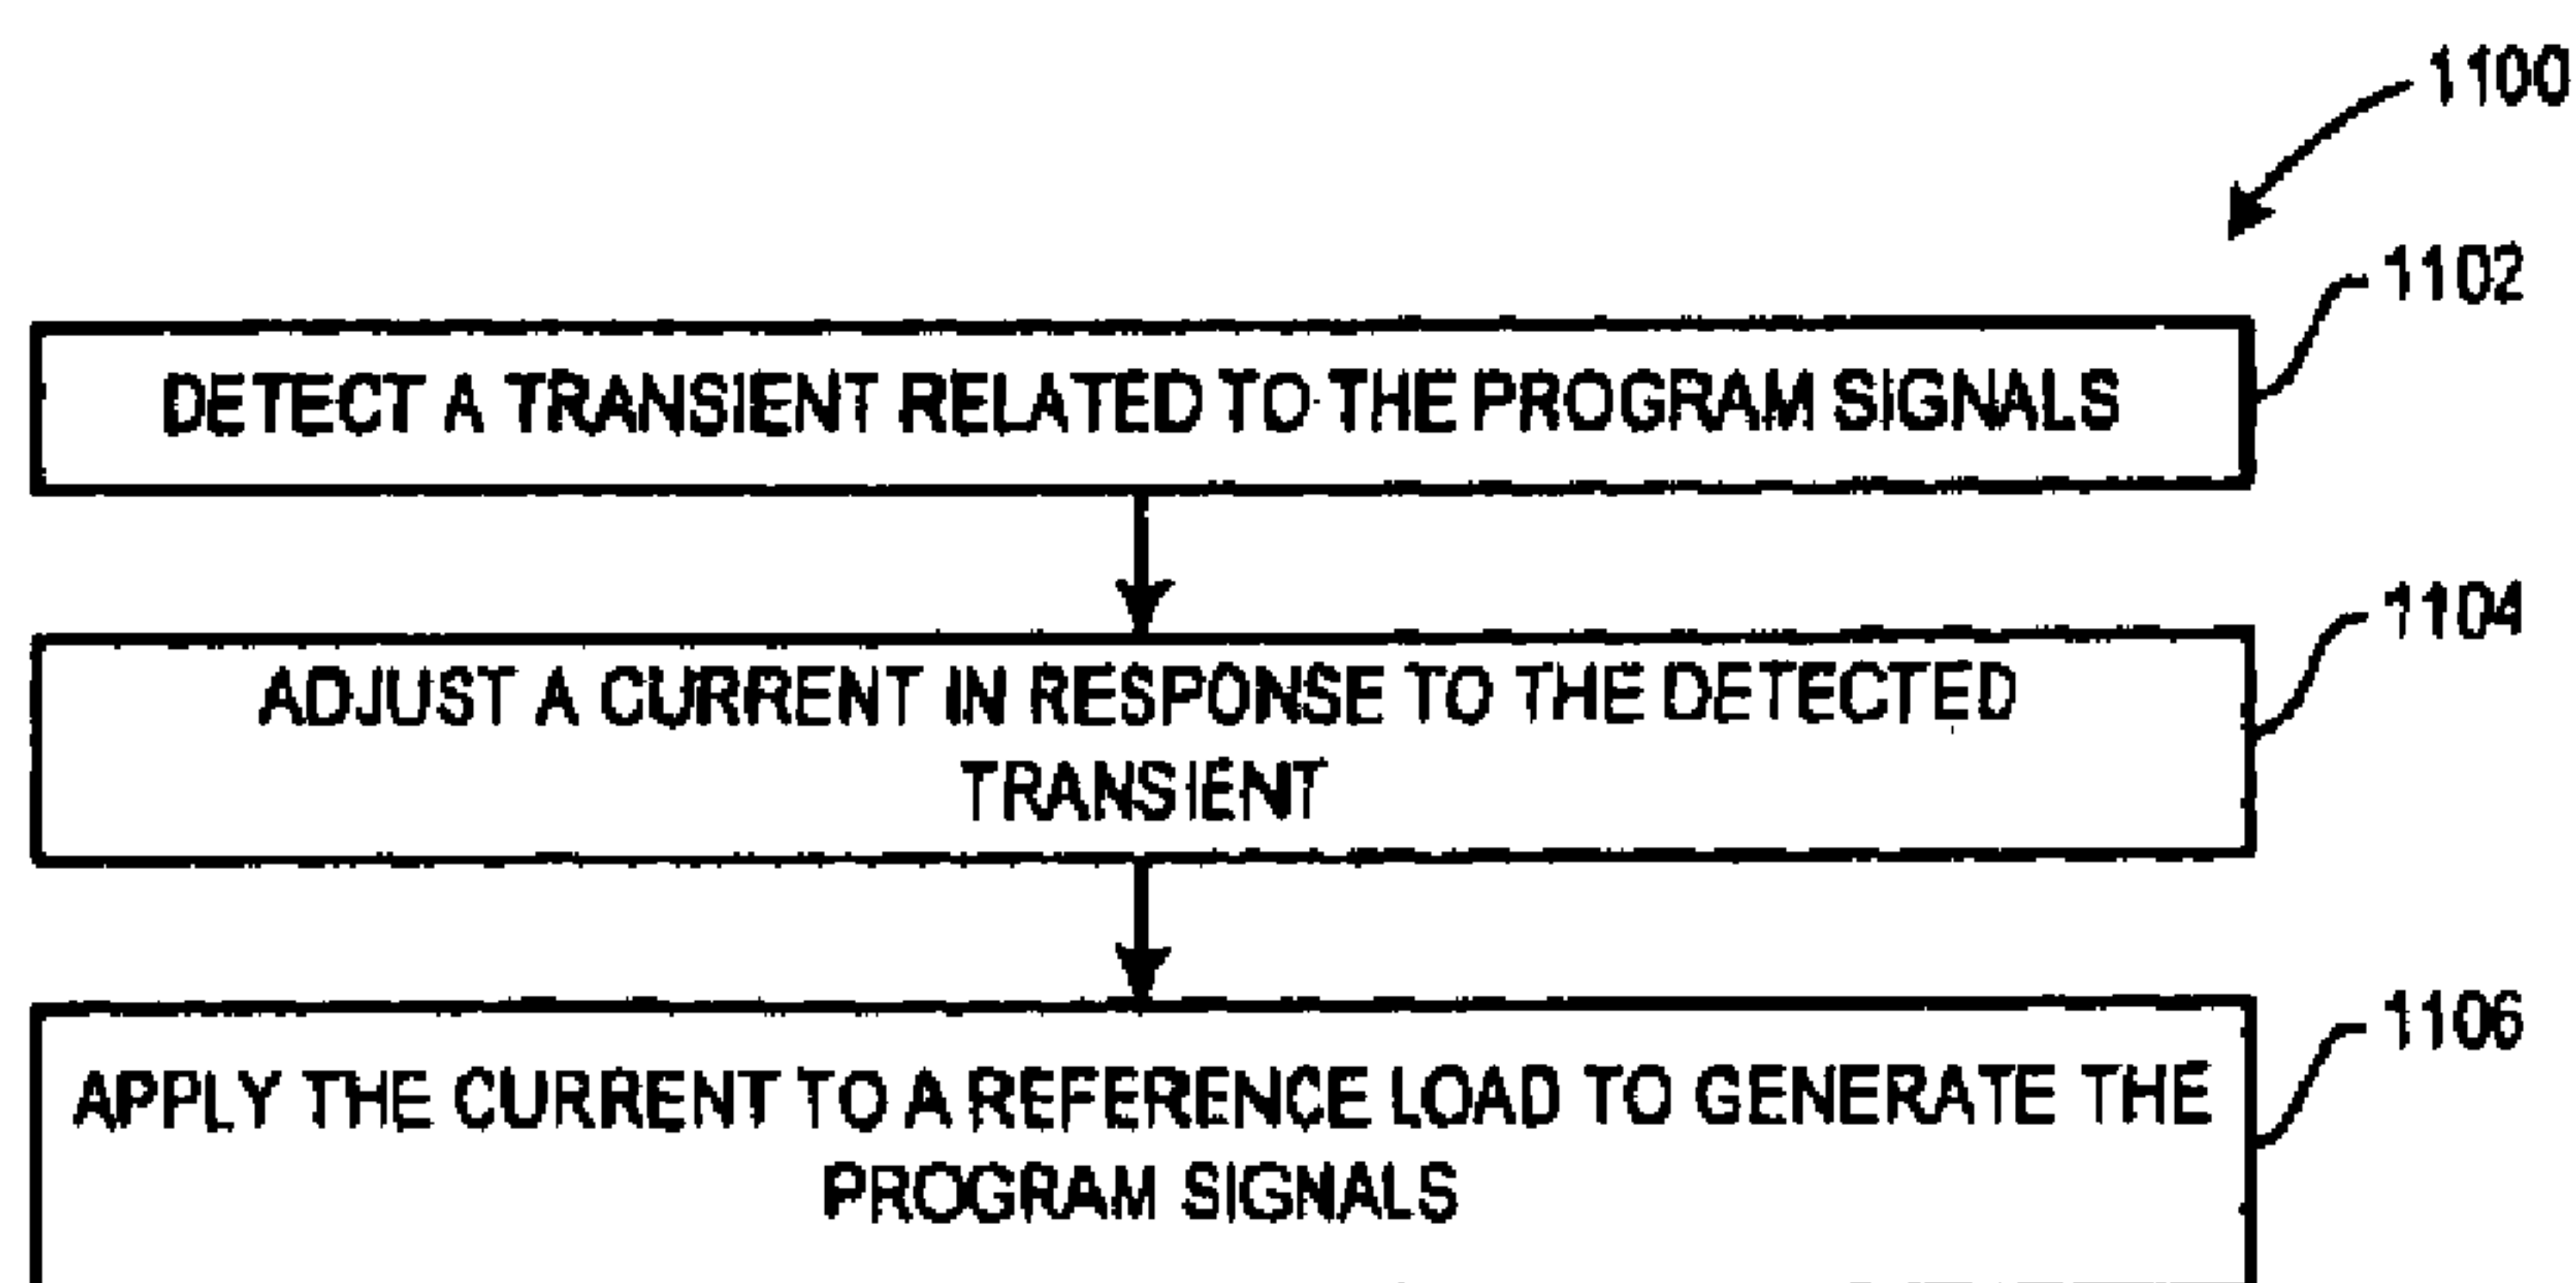 1100
1102
DETECT A TRANSIENT RELATED TO THE PROGRAM SIGNALS
1104
ADJUST A CURRENT IN RESPONSE TO THE DETECTED
TRANSIENT
1106
APPLY THE CURRENT TO A REFERENCE LOAD TO GENERATE THE
PROGRAM SIGNALS